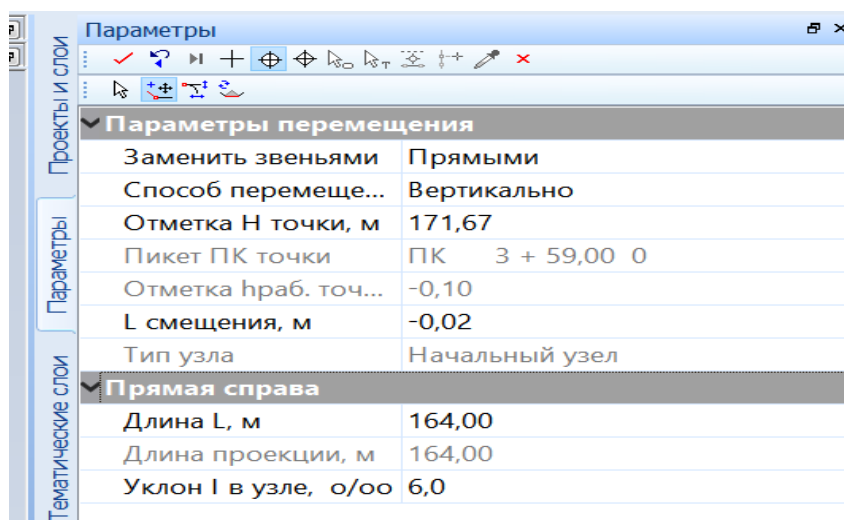 Параметры
Параметры перемещения
Заменить звеньями Прямыми
Способ перемеще... Вертикально
Отметка H точки, м 171,67
Пикет ПК точки ПК 3 + 59,00 0
Отметка hраб. точ... -0,10
L смещения, м -0,02
Тип узла Начальный узел
Прямая справа
Длина L, м 164,00
Длина проекции, м 164,00
Уклон I в узле, о/оо 6,0
Проекты и слои
Параметры
Тематические слои